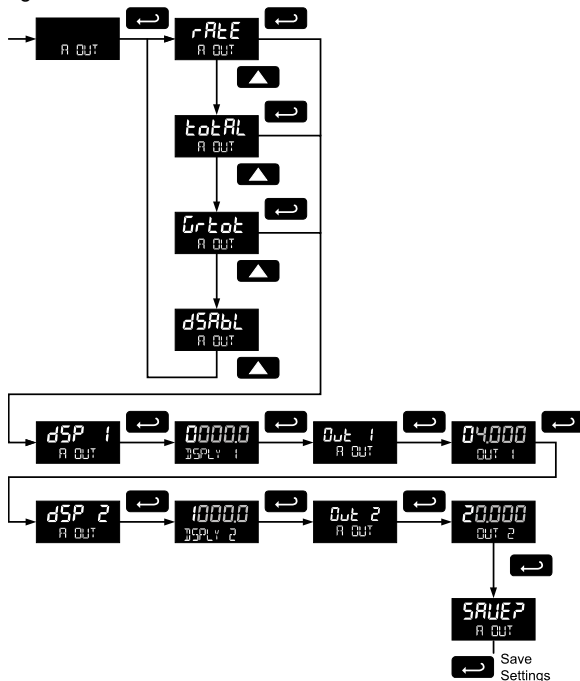 A OUT
rAtE
A OUT
totAL
A OUT
Grtot
A OUT
dSAbL
A OUT
dSP 1
A OUT
0000.0
DSPLY 1
Out 1
A OUT
04.000
OUT 1
dSP 2
A OUT
1000.0
DSPLY 2
Out 2
A OUT
20.000
OUT 2
SAVE?
A OUT
Save
Settings